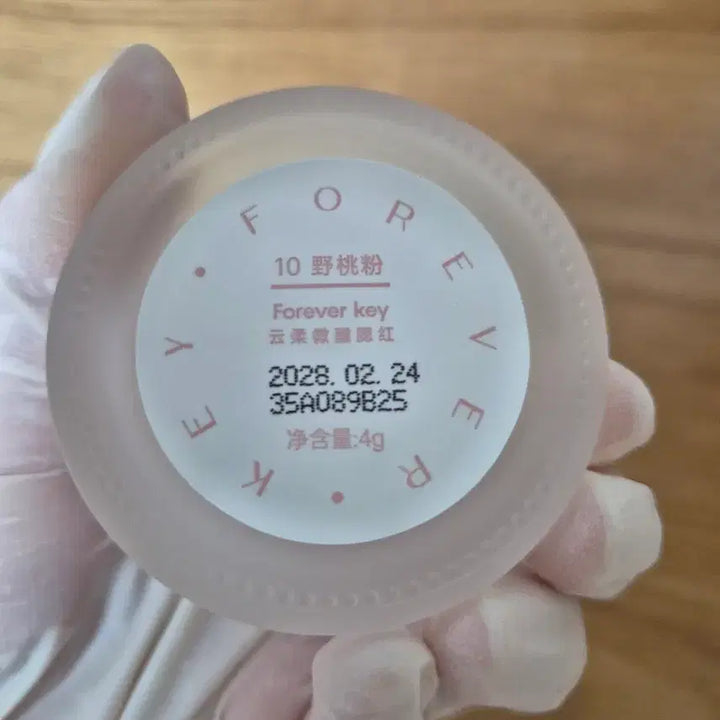 FOREVER • KEY •
10 野桃粉
Forever key
云柔微醺腮红
2028. 02. 24
35A089B25
净含量:4g